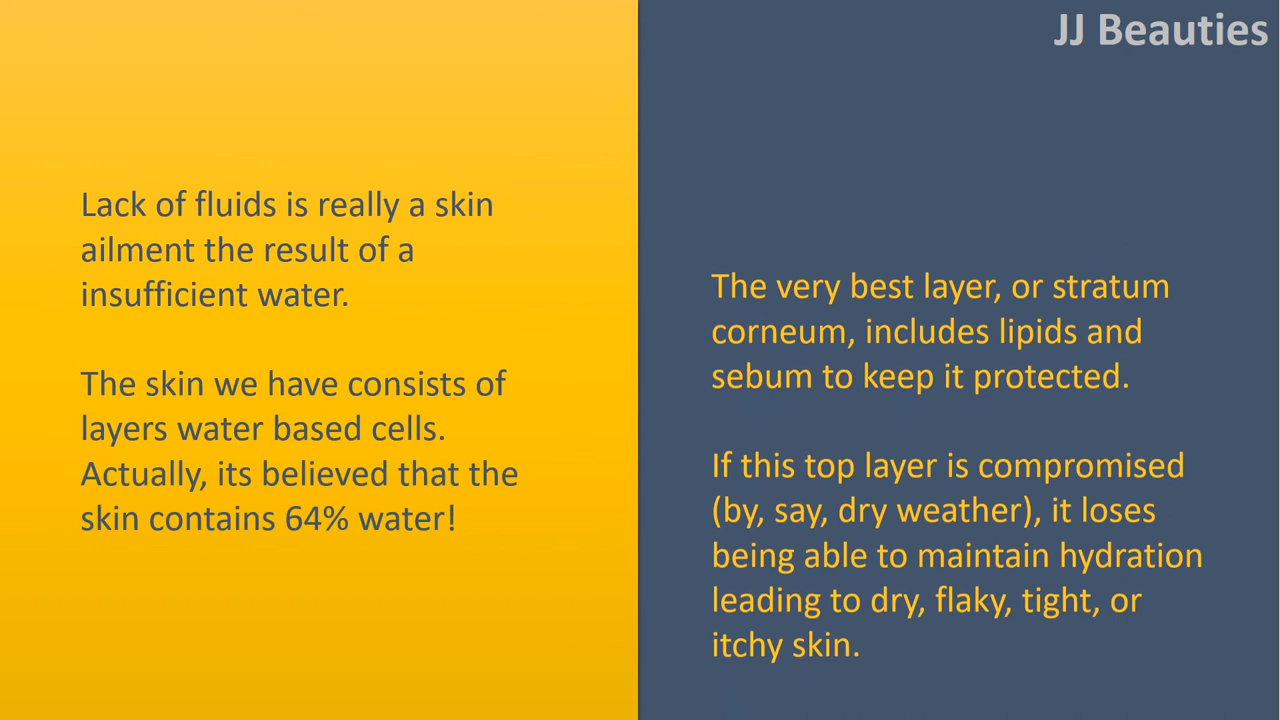 JJ Beauties
Lack of fluids is really a skin
ailment the result of a
insufficient water.
The skin we have consists of
layers water based cells.
Actually, its believed that the
skin contains 64% water!
The very best layer, or stratum
corneum, includes lipids and
sebum to keep it protected.
If this top layer is compromised
(by, say, dry weather), it loses
being able to maintain hydration
leading to dry, flaky, tight, or
itchy skin.